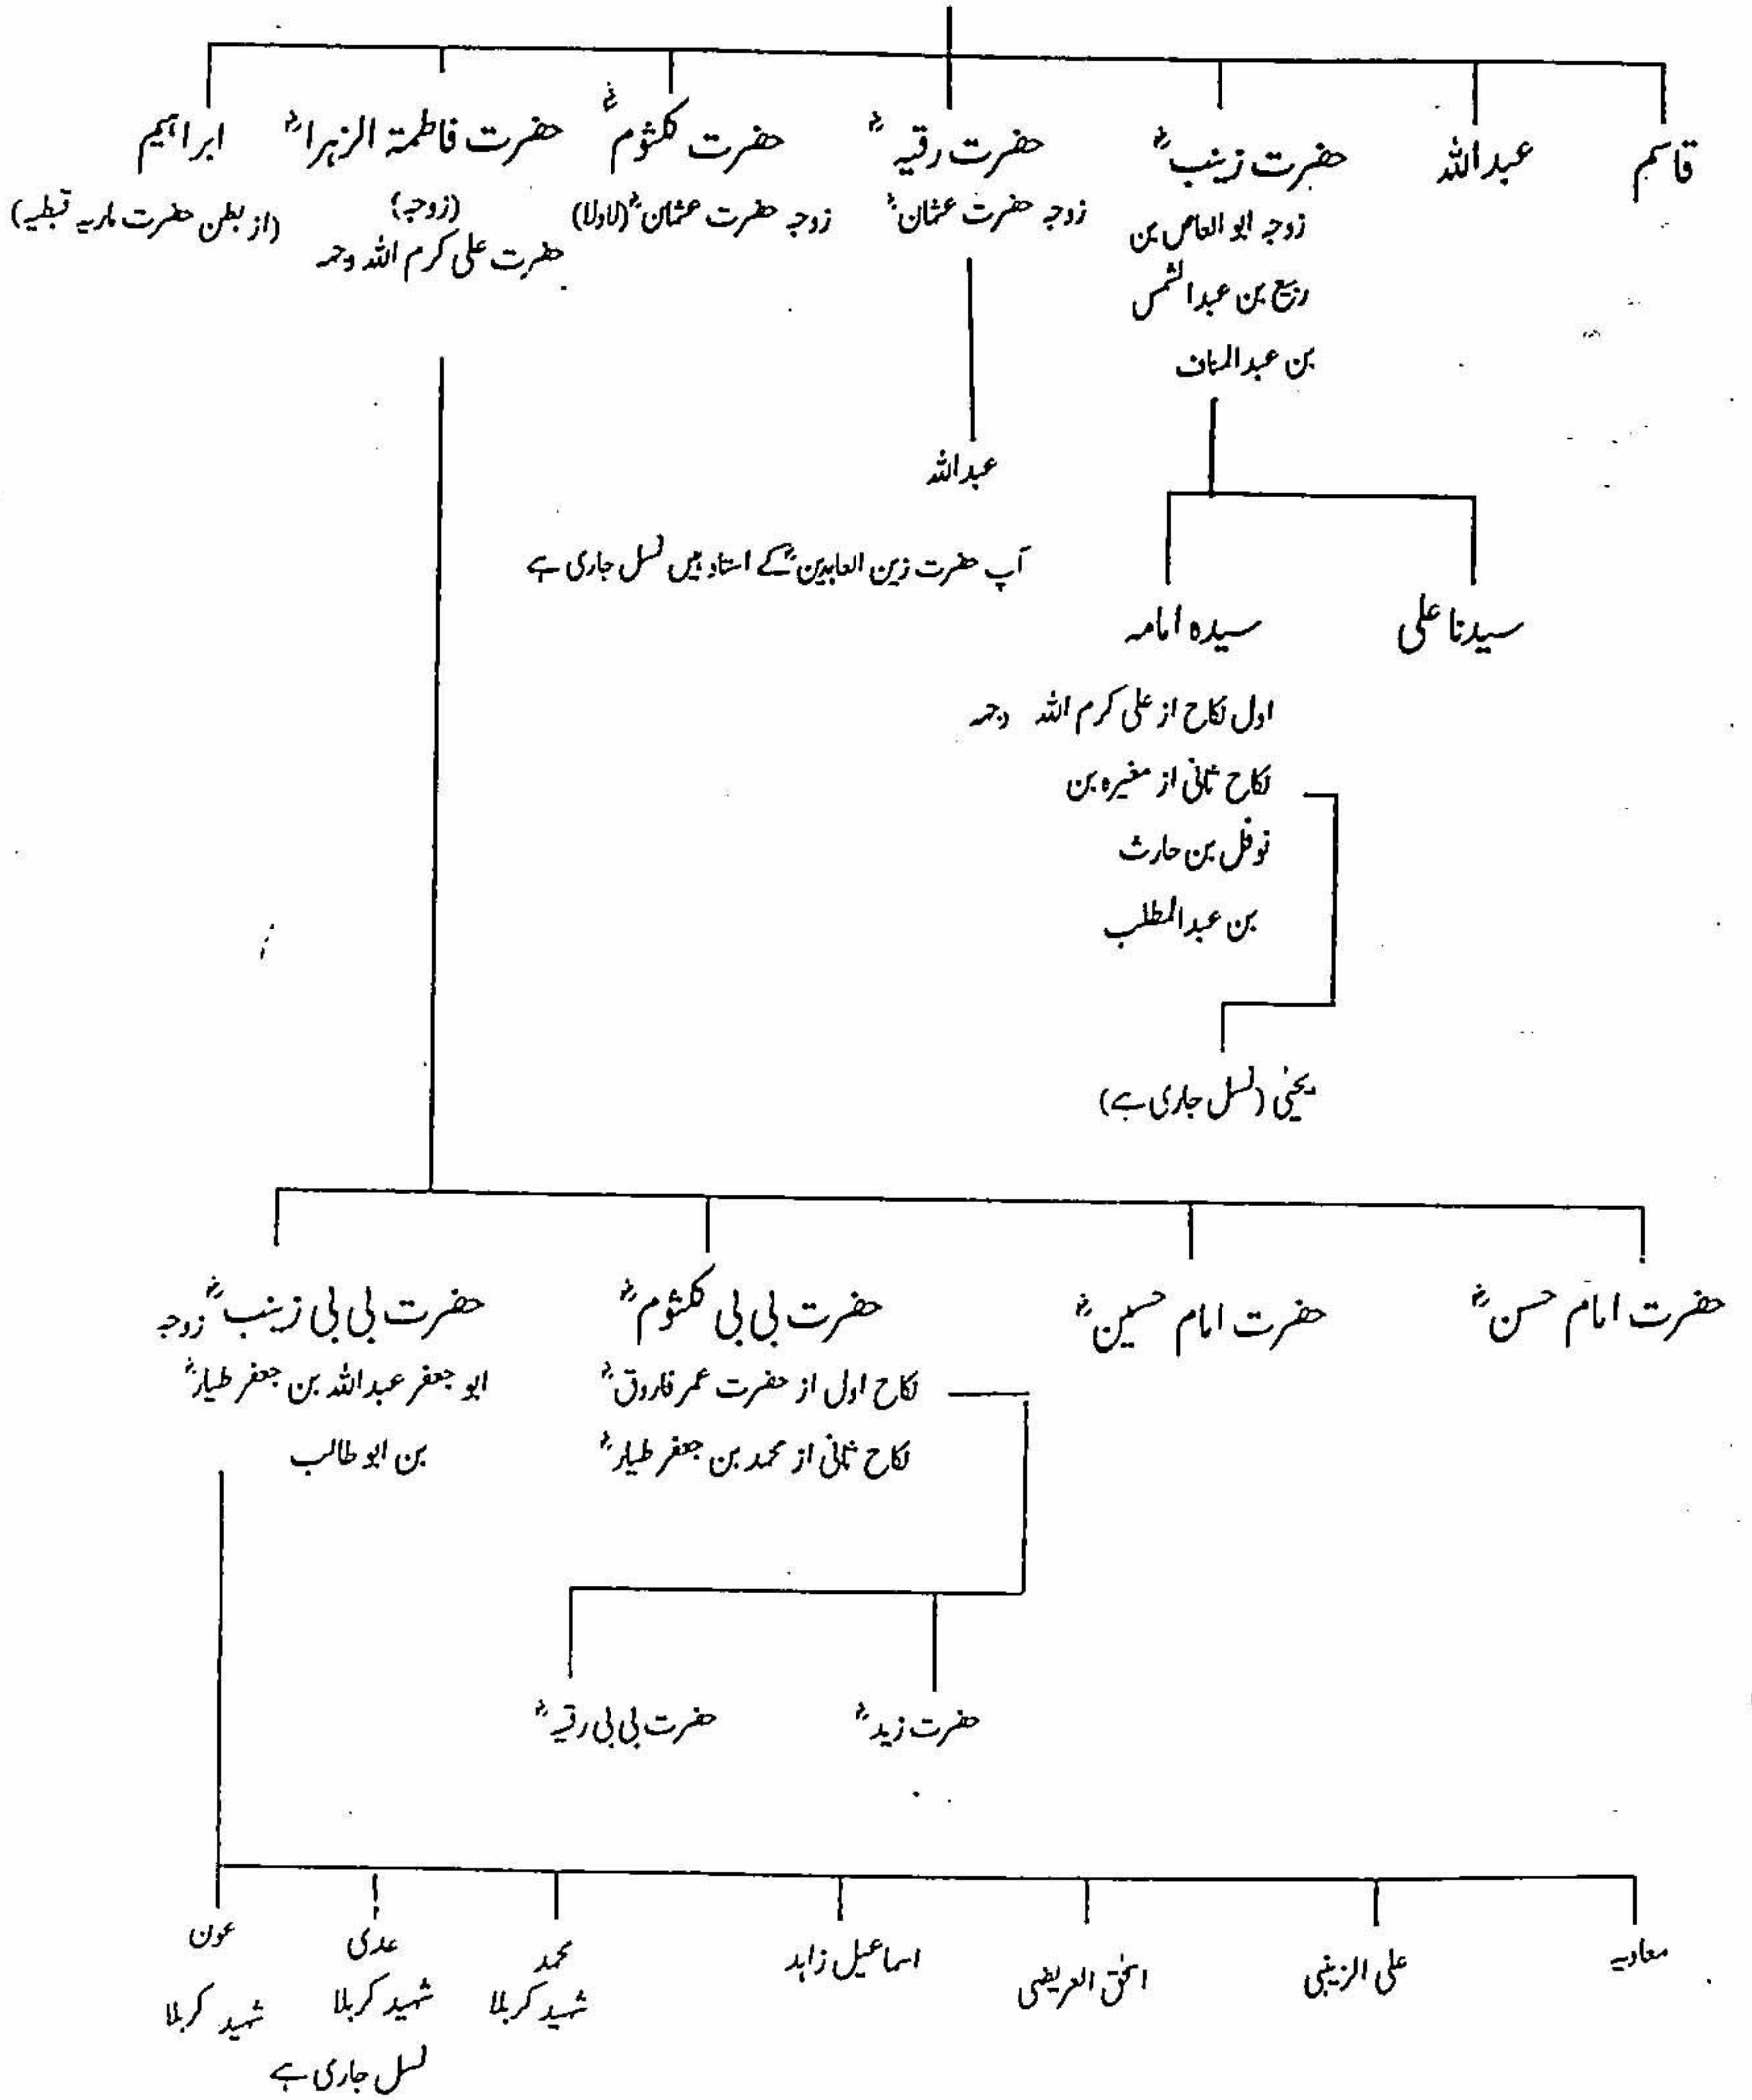 قاسم
عبداللہ
حضرت زینبؓ
زوجہ ابو العاص بن
ربیع بن عبدالشمس
بن عبدالمناف
حضرت رقیہؓ
زوجہ حضرت عثمانؓ
حضرت کلثومؓ
زوجہ حضرت عثمانؓ (لاولا)
حضرت فاطمۃ الزہراءؓ
(زوجہ)
حضرت علی کرم اللہ وجہہ
ابراہیم
(از بطن حضرت ماریہ قبطیہ)
عبداللہ
آپ حضرت زین العابدینؒ کے استاد ہیں نسل جاری ہے
سیدنا علی
سیدہ امامہ
اول نکاح از علی کرم اللہ وجہہ
نکاح ثانی از مغیرہ بن
نوفل بن حارث
بن عبدالمطلب
یحییٰ (نسل جاری ہے)
حضرت امام حسنؓ
حضرت امام حسینؓ
حضرت بی بی کلثومؓ
نکاح اول از حضرت عمر فاروقؓ
نکاح ثانی از محمد بن جعفر طیارؓ
حضرت بی بی زینبؓ زوجہ
ابو جعفر عبداللہ بن جعفر طیارؓ
بن ابو طالب
حضرت زیدؓ
حضرت بی بی رقیہؓ
معاویہ
علی الزینبی
اسحٰق العریضی
اسماعیل زاہد
محمد
شہید کربلا
عدی
شہید کربلا
نسل جاری ہے
عون
شہید کربلا